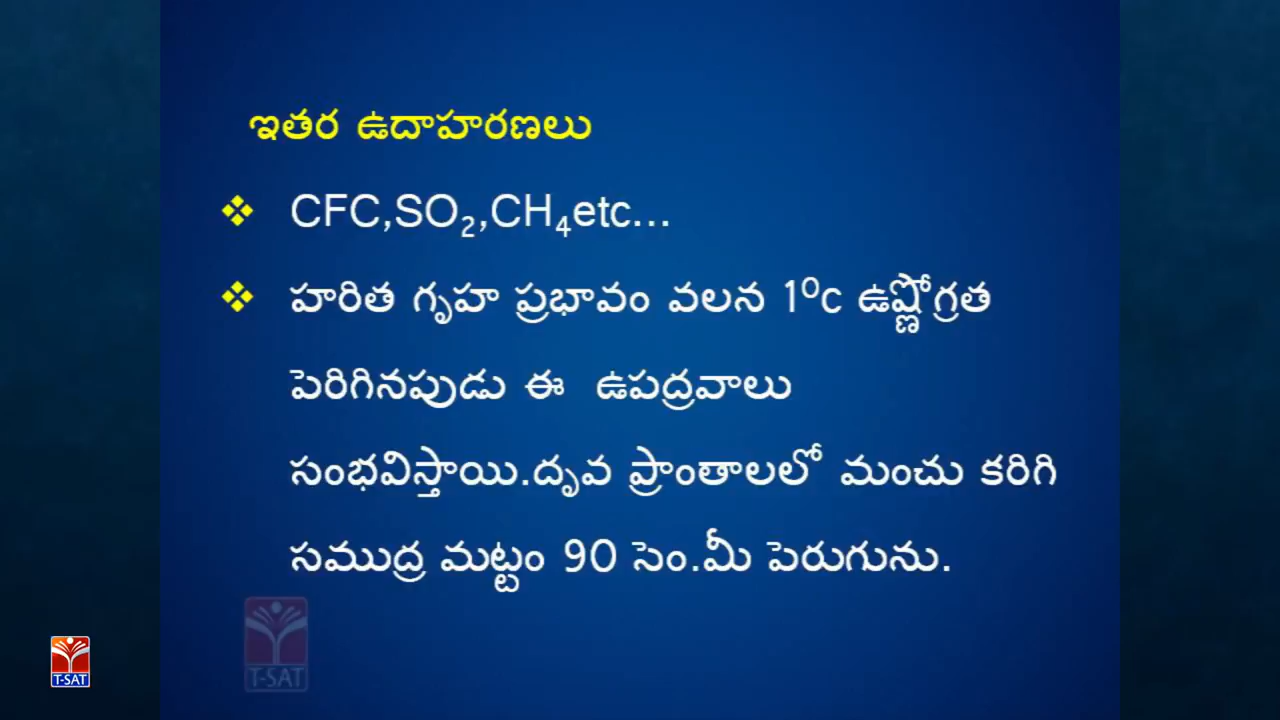 ఇతర ఉదాహరణలు
❖ CFC,SO₂,CH₄etc...
❖ హరిత గృహ ప్రభావం వలన 1⁰c ఉష్ణోగ్రత
పెరిగినపుడు ఈ ఉపద్రవాలు
సంభవిస్తాయి.దృవ ప్రాంతాలలో మంచు కరిగి
సముద్ర మట్టం 90 సెం.మీ పెరుగును.
T-SAT
T-SAT